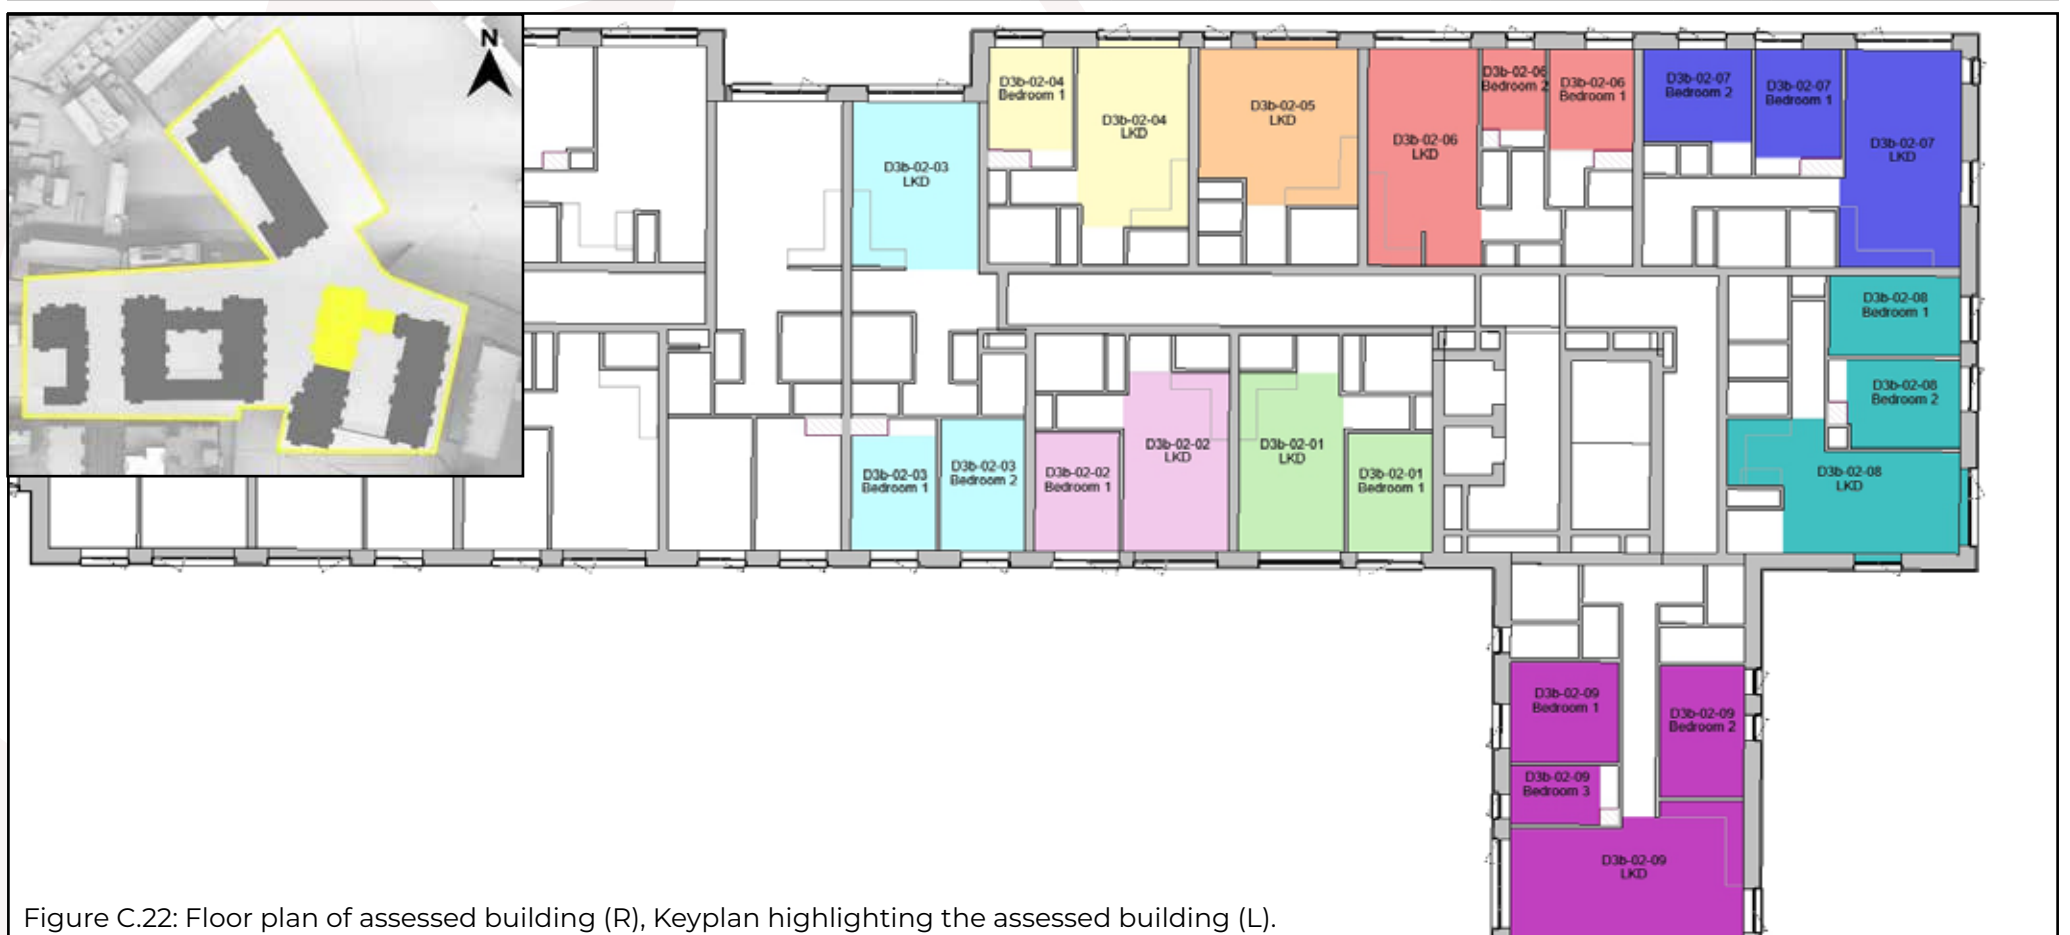 N
D3b-02-04
Bedroom 1
D3b-02-04
LKD
D3b-02-05
LKD
D3b-02-06
LKD
D3b-02-06
Bedroom 2
D3b-02-06
Bedroom 1
D3b-02-07
Bedroom 2
D3b-02-07
Bedroom 1
D3b-02-07
LKD
D3b-02-03
LKD
D3b-02-08
Bedroom 1
D3b-02-08
Bedroom 2
D3b-02-08
LKD
D3b-02-03
Bedroom 1
D3b-02-03
Bedroom 2
D3b-02-02
Bedroom 1
D3b-02-02
LKD
D3b-02-01
LKD
D3b-02-01
Bedroom 1
D3b-02-09
Bedroom 1
D3b-02-09
Bedroom 2
D3b-02-09
Bedroom 3
D3b-02-09
LKD
Figure C.22: Floor plan of assessed building (R), Keyplan highlighting the assessed building (L).